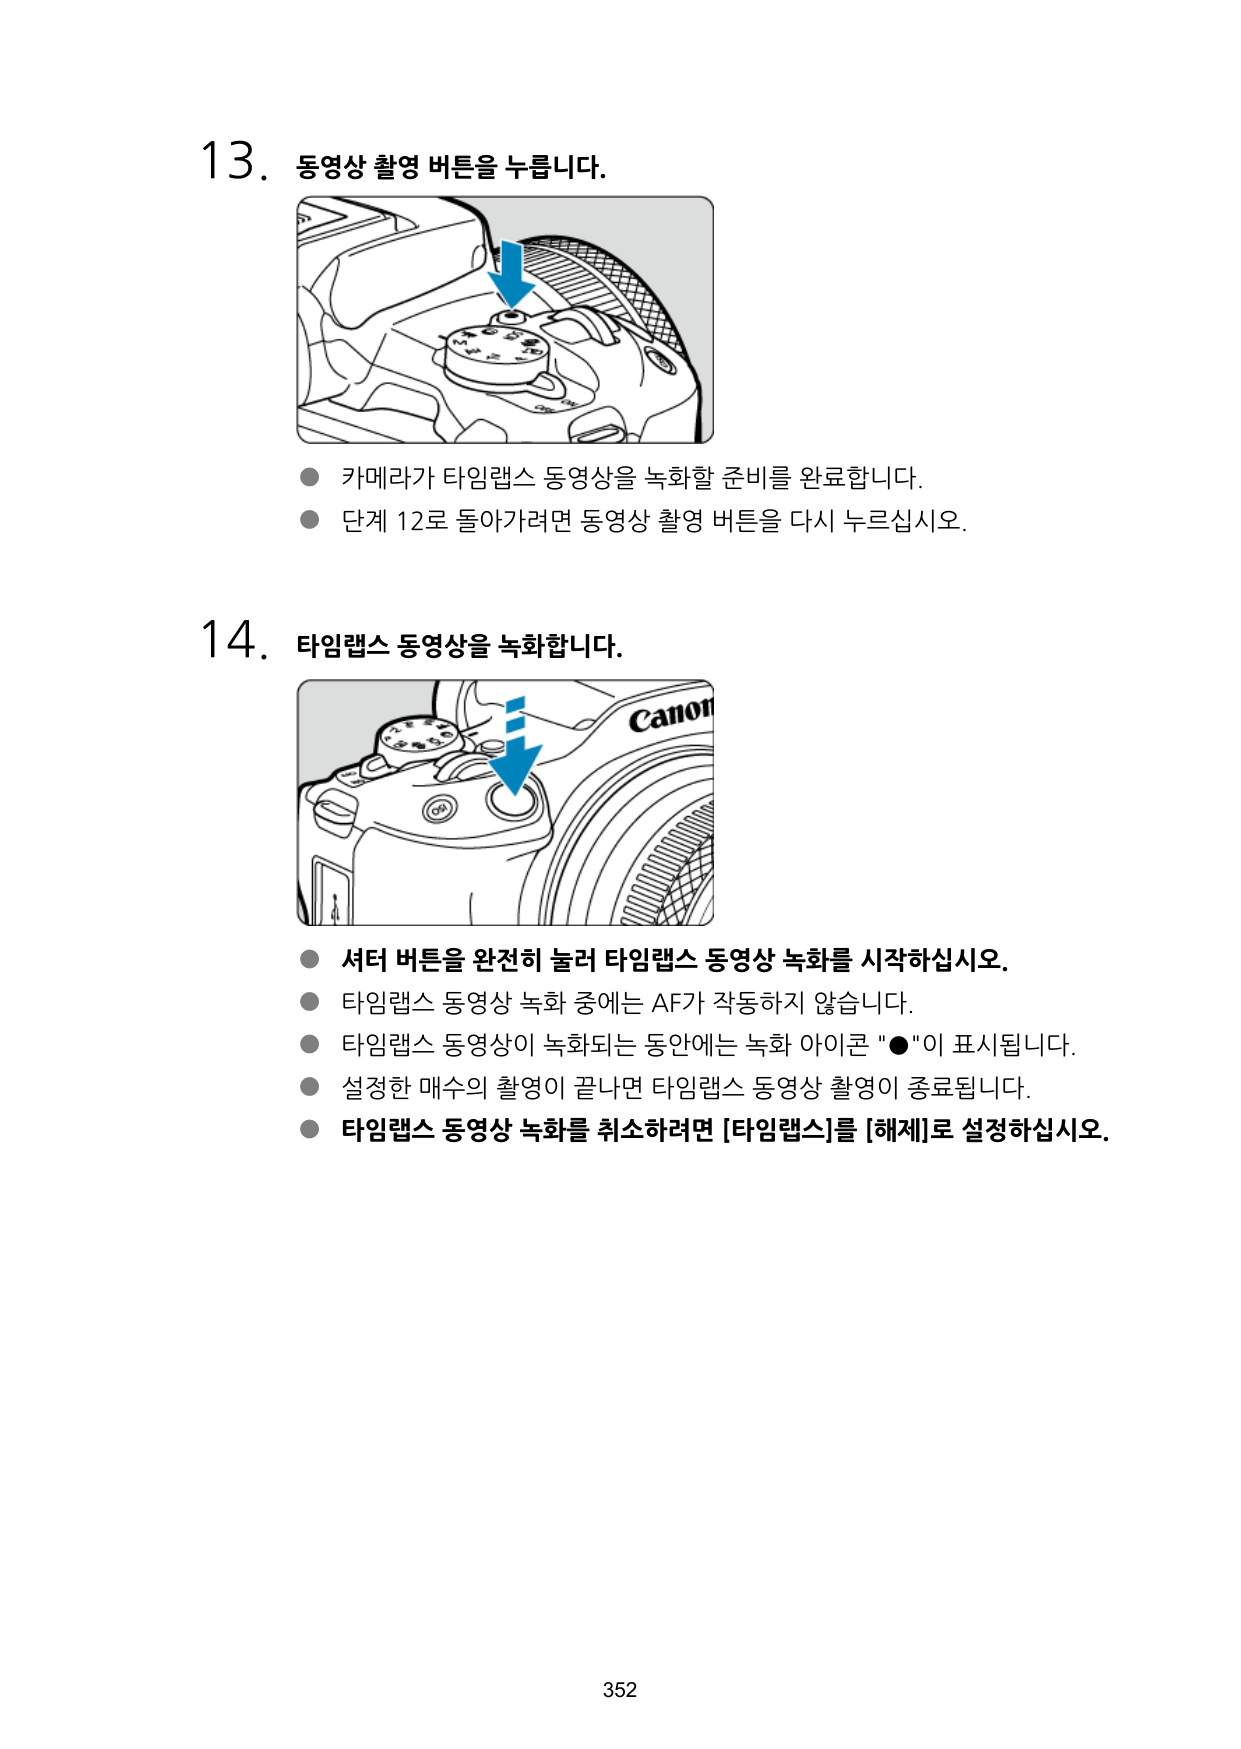 13. 동영상 촬영 버튼을 누릅니다.
● 카메라가 타임랩스 동영상을 녹화할 준비를 완료합니다.
● 단계 12로 돌아가려면 동영상 촬영 버튼을 다시 누르십시오.
14. 타임랩스 동영상을 녹화합니다.
Canon
● 셔터 버튼을 완전히 눌러 타임랩스 동영상 녹화를 시작하십시오.
● 타임랩스 동영상 녹화 중에는 AF가 작동하지 않습니다.
● 타임랩스 동영상이 녹화되는 동안에는 녹화 아이콘 "●"이 표시됩니다.
● 설정한 매수의 촬영이 끝나면 타임랩스 동영상 촬영이 종료됩니다.
● 타임랩스 동영상 녹화를 취소하려면 [타임랩스]를 [해제]로 설정하십시오.
352